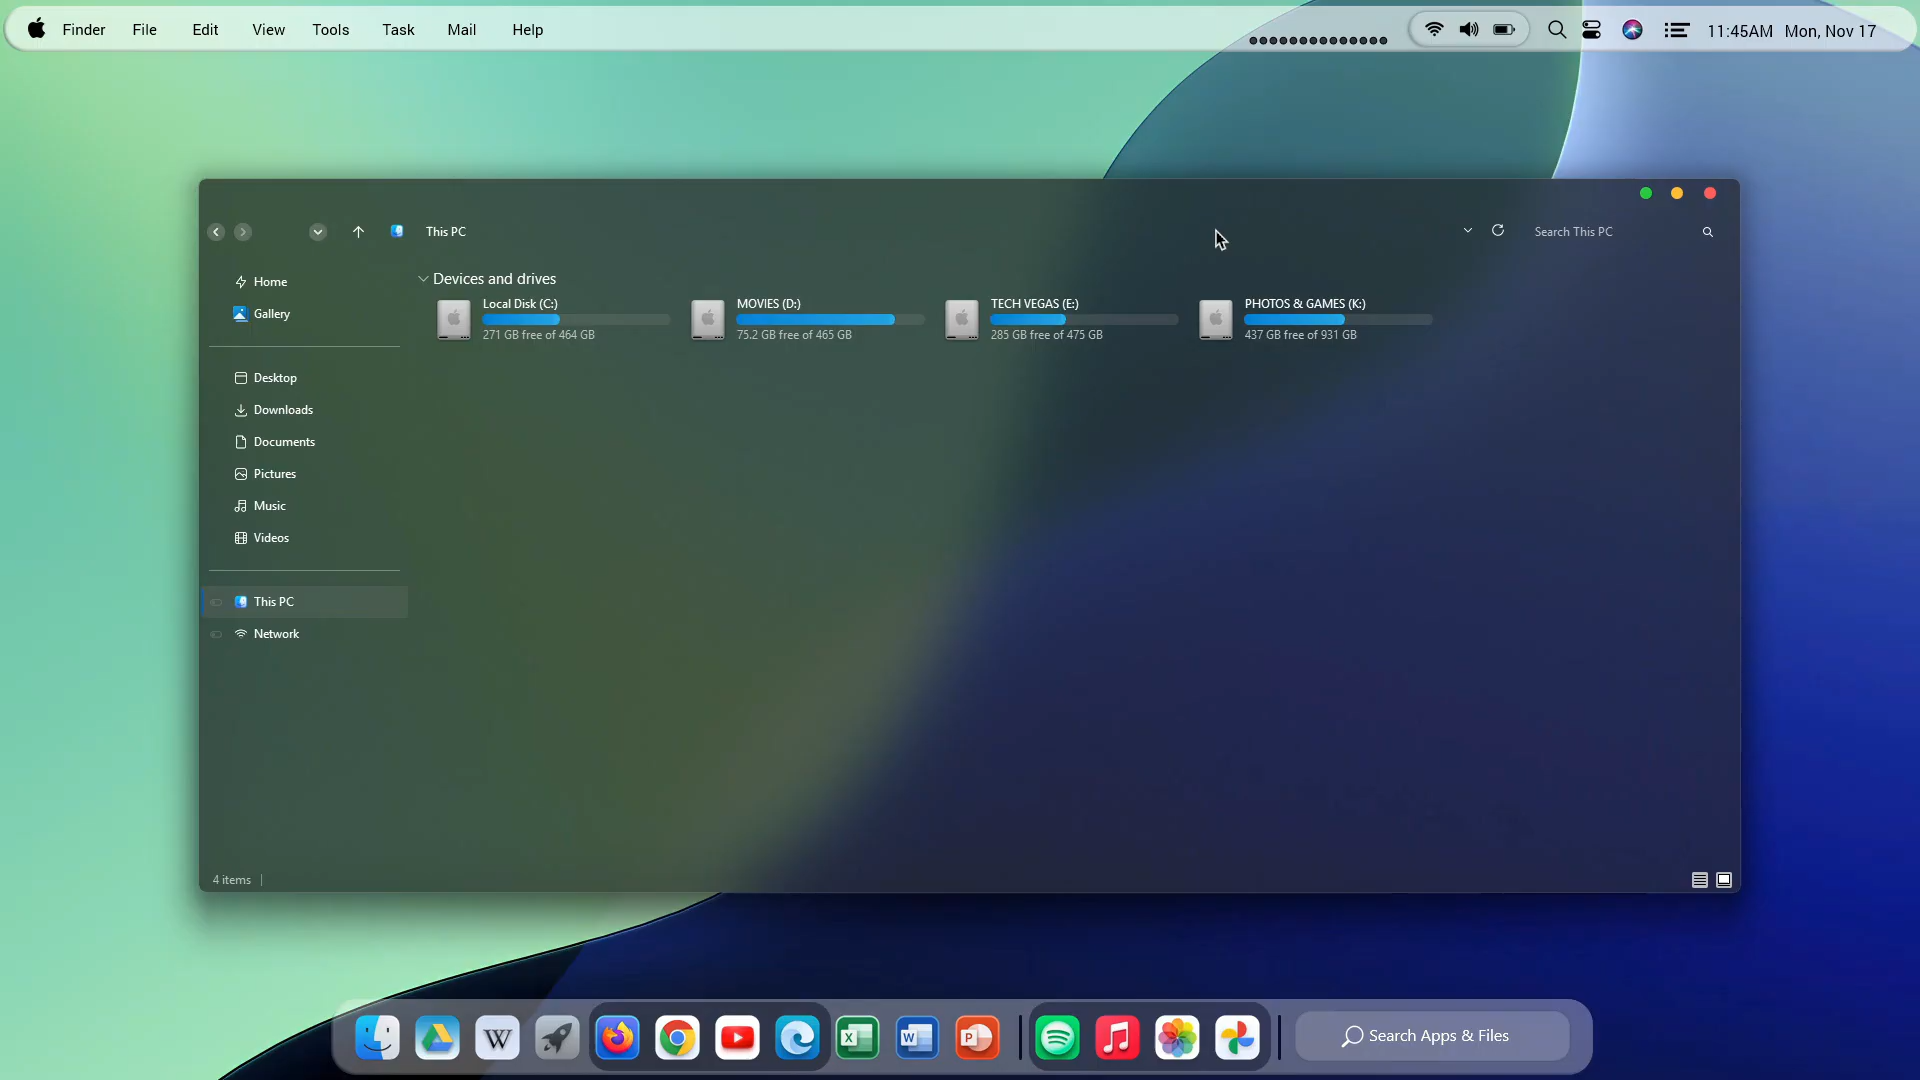 Finder File Edit View Tools Task Mail Help 11:45AM Mon, Nov 17
This PC Search This PC
Home
Gallery
Desktop
Downloads
Documents
Pictures
Music
Videos
This PC
Network
Devices and drives
Local Disk (C:)
271 GB free of 464 GB
MOVIES (D:)
75.2 GB free of 465 GB
TECH VEGAS (E:)
285 GB free of 475 GB
PHOTOS & GAMES (K:)
437 GB free of 931 GB
4 items
W X W P
Search Apps & Files